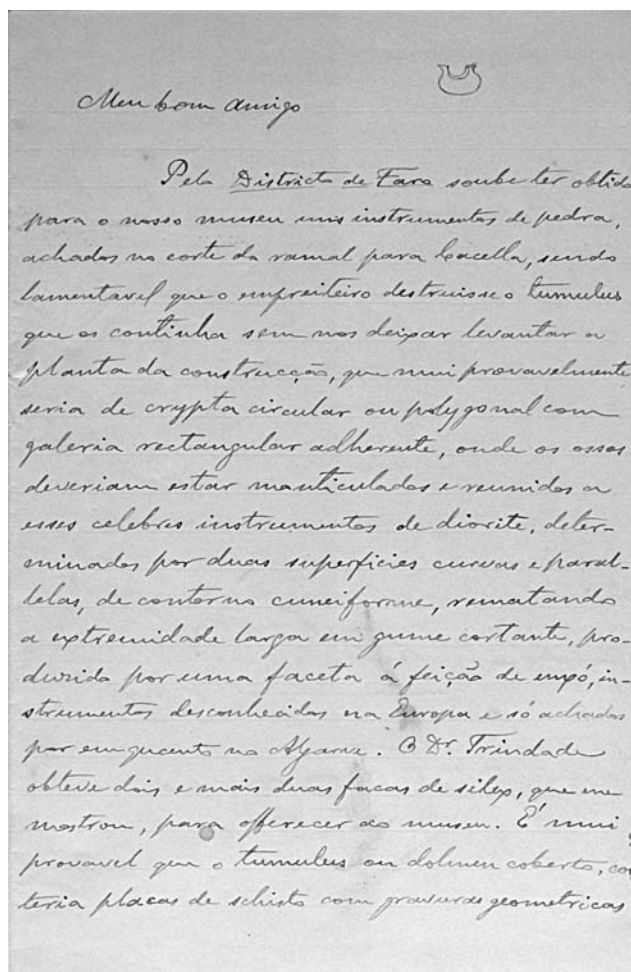 Meu bom amigo
Pelo Districto de Faro soube ter obtido
para o nosso museu uns instrumentos de pedra,
achados no corte do ramal para Cacella, sendo
lamentavel que o empreiteiro destruisse o tumulus
que os continha sem nos deixar levantar a
planta da construcção, que mui provavelmente
seria de crypta circular ou polygonal com
galeria rectangular adherente, onde os ossos
deveriam estar e reunidos a
esses celebres instrumentos de diorite, deter-
minados por duas superficies curvas e paral-
lelas, de contorno cuneiforme, rematando
a extremidade larga em gume cortante, pro-
duzido por uma faceta á feição de enxó, in-
strumentos desconhecidos na Europa e só achados
por emquanto no Algarve. O Dr. Trindade
obteve dois e mais duas facas de silex, que me
mostrou, para offerecer ao museu. É mui
provavel que o tumulus ou dolmen coberto, con
teria placas de schisto com gravuras geometricas